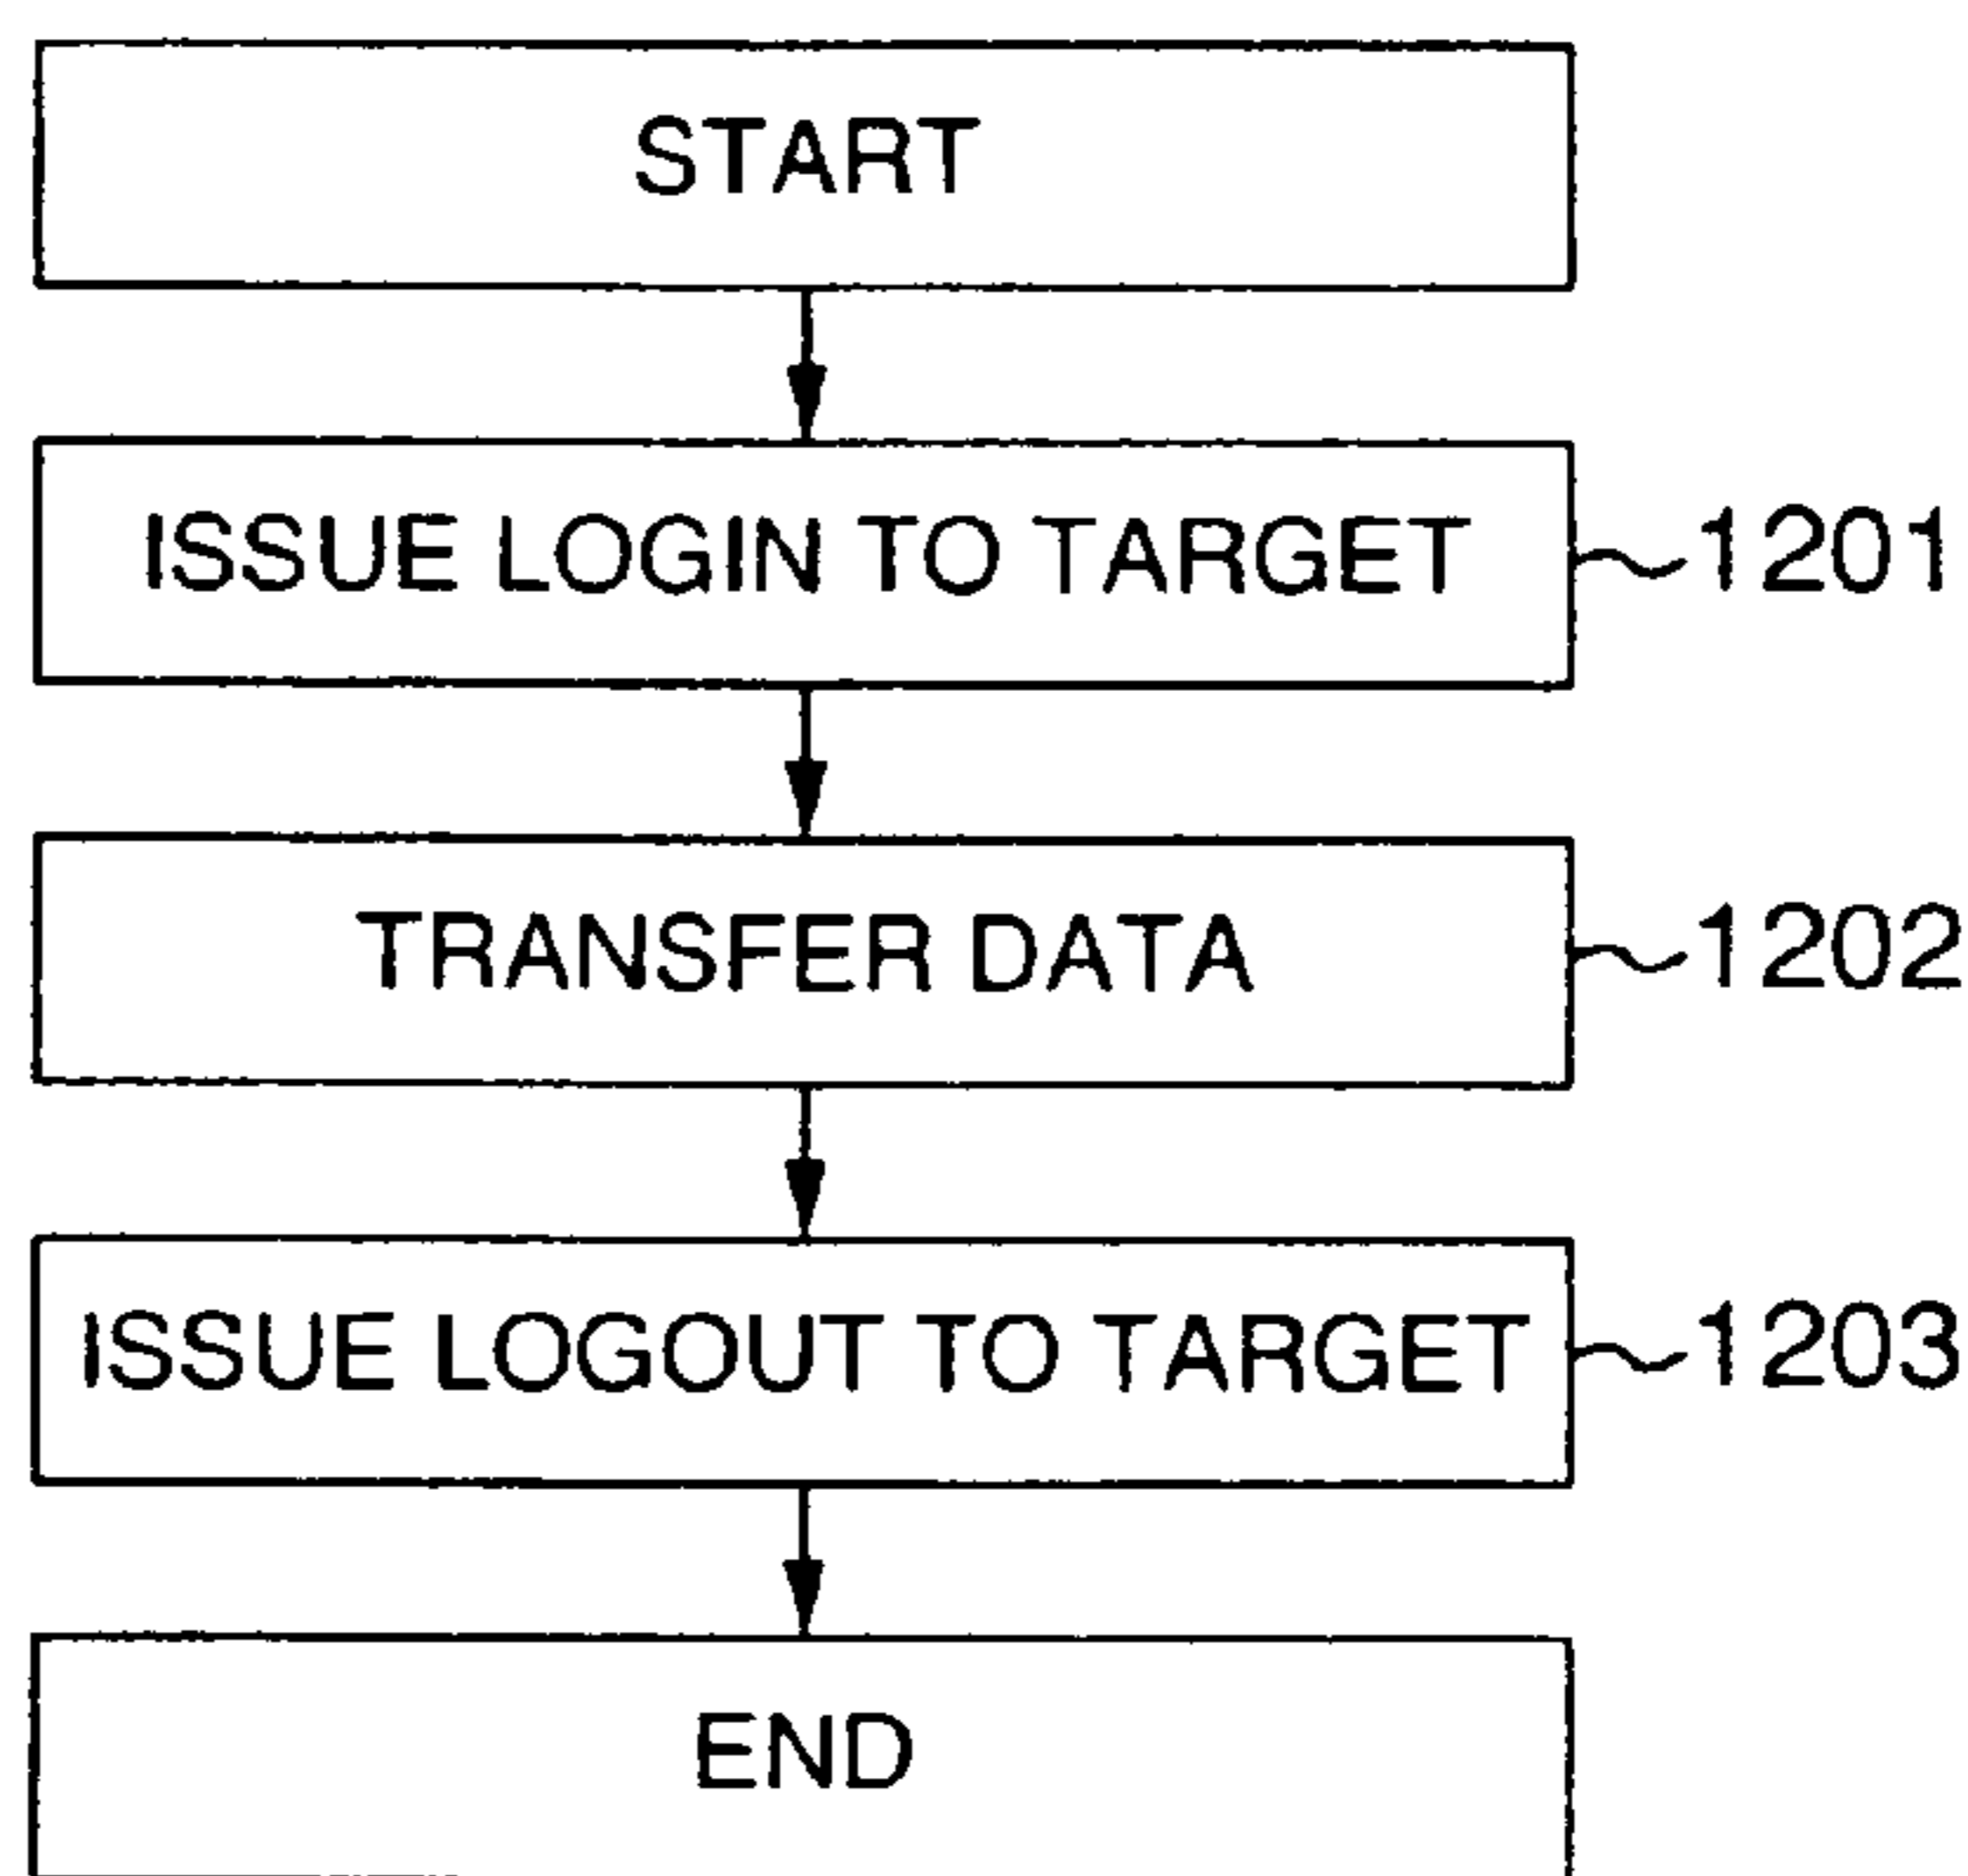 START
ISSUE LOGIN TO TARGET 1201
TRANSFER DATA 1202
ISSUE LOGOUT TO TARGET 1203
END